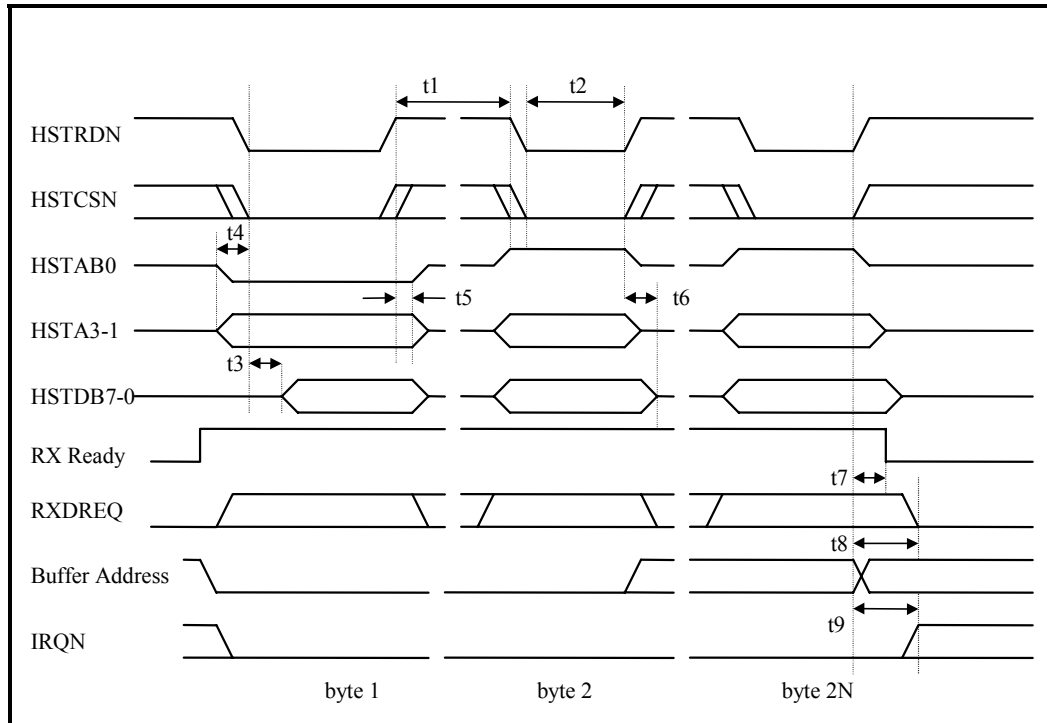 t1
t2
HSTRDN
HSTCSN
t4
HSTAB0
t5
t6
HSTA3-1
t3
HSTDB7-0
RX Ready
t7
RXDREQ
t8
Buffer Address
t9
IRQN
byte 1
byte 2
byte 2N